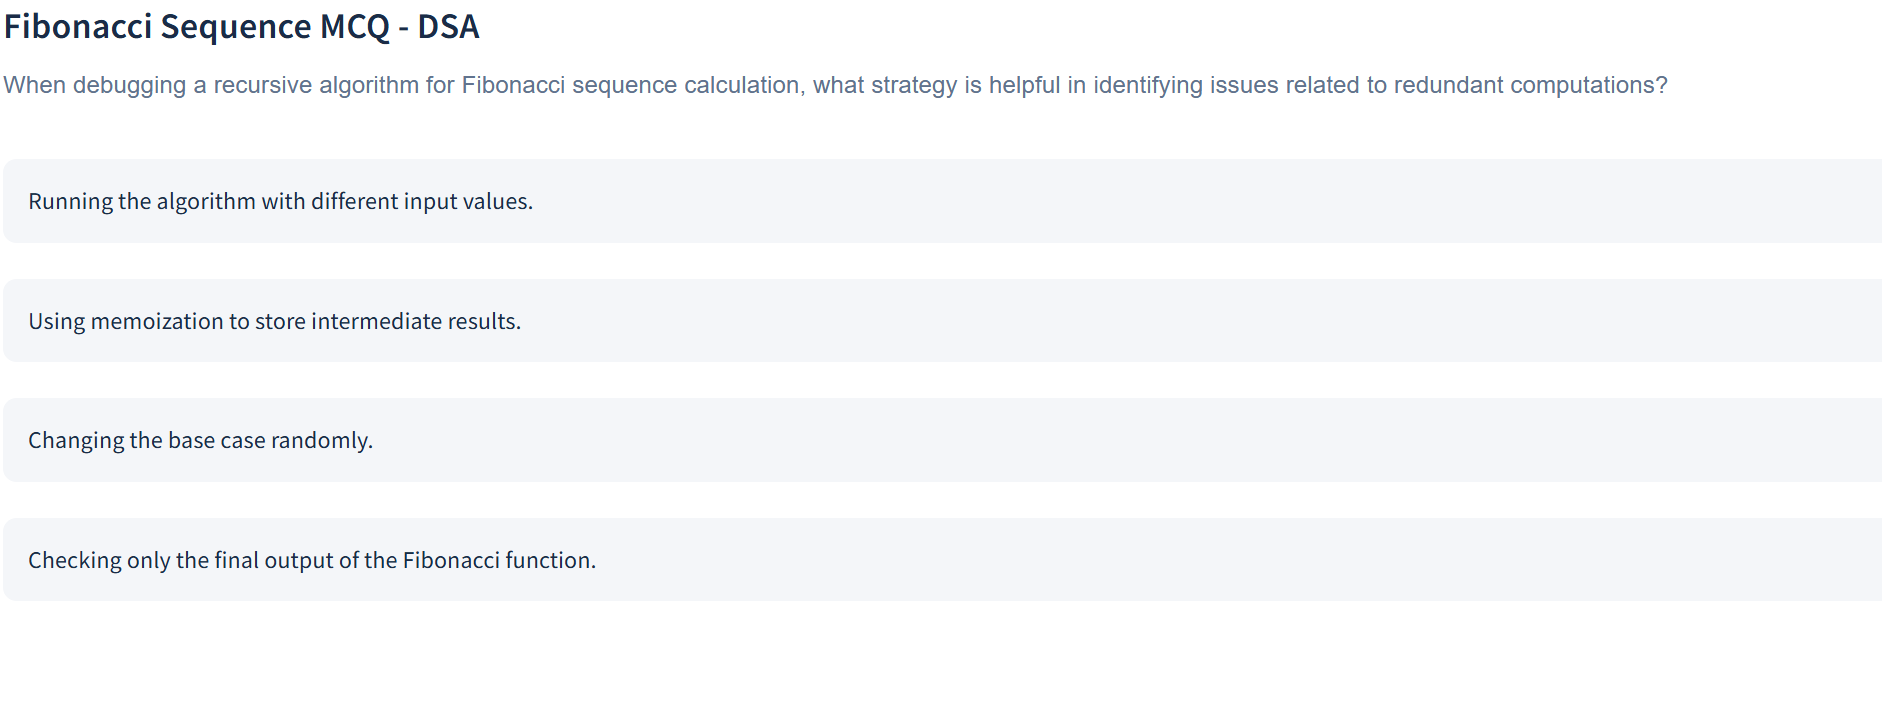 Fibonacci Sequence MCQ - DSA
When debugging a recursive algorithm for Fibonacci sequence calculation, what strategy is helpful in identifying issues related to redundant computations?
Running the algorithm with different input values.
Using memoization to store intermediate results.
Changing the base case randomly.
Checking only the final output of the Fibonacci function.